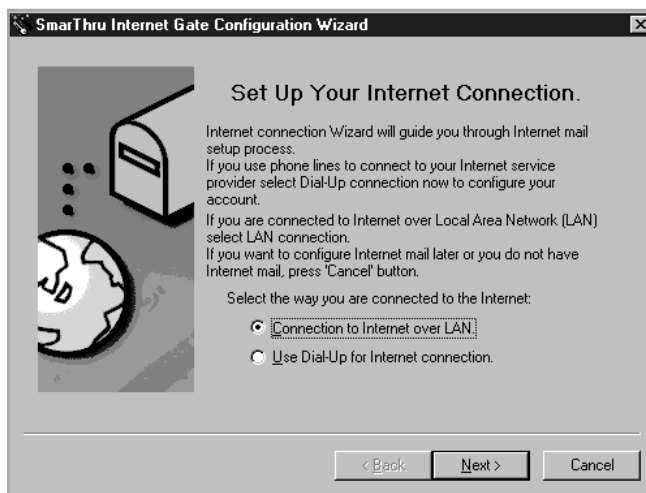 SmarThru Internet Gate Configuration Wizard
Set Up Your Internet Connection.
Internet connection Wizard will guide you through Internet mail
setup process.
If you use phone lines to connect to your Internet service
provider select Dial-Up connection now to configure your
account.
If you are connected to Internet over Local Area Network (LAN)
select LAN connection.
If you want to configure Internet mail later or you do not have
Internet mail, press 'Cancel' button.
Select the way you are connected to the Internet:
Connection to Internet over LAN.
Use Dial-Up for Internet connection.
< Back
Next >
Cancel